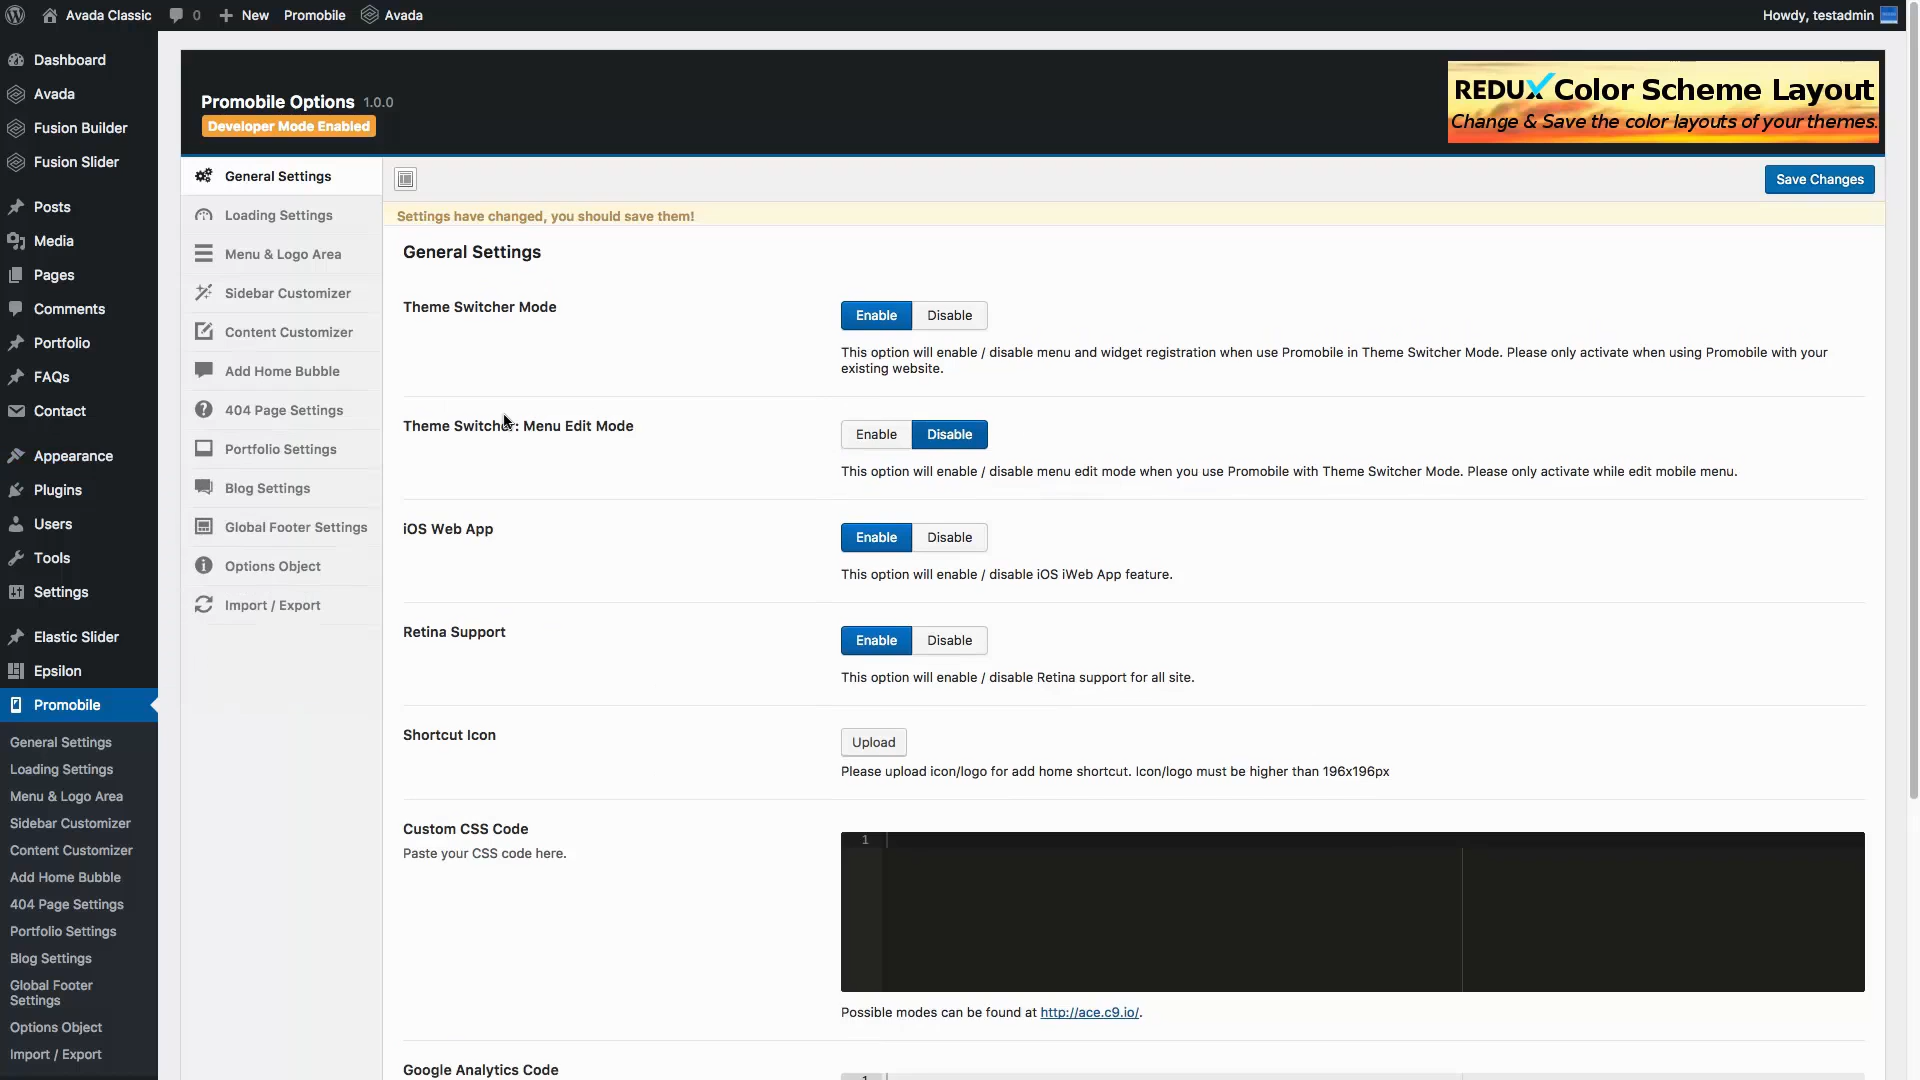 Avada Classic
0
New
Promobile
Avada
Howdy, testadmin
Dashboard
Avada
Fusion Builder
Fusion Slider
Posts
Media
Pages
Comments
Portfolio
FAQs
Contact
Appearance
Plugins
Users
Tools
Settings
Elastic Slider
Epsilon
Promobile
General Settings
Loading Settings
Menu & Logo Area
Sidebar Customizer
Content Customizer
Add Home Bubble
404 Page Settings
Portfolio Settings
Blog Settings
Global Footer
Settings
Options Object
Import / Export
Promobile Options 1.0.0
Developer Mode Enabled
REDUX Color Scheme Layout
Change & Save the color layouts of your themes.
General Settings
Loading Settings
Menu & Logo Area
Sidebar Customizer
Content Customizer
Add Home Bubble
404 Page Settings
Portfolio Settings
Blog Settings
Global Footer Settings
Options Object
Import / Export
Save Changes
Settings have changed, you should save them!
General Settings
Theme Switcher Mode
Enable Disable
This option will enable / disable menu and widget registration when use Promobile in Theme Switcher Mode. Please only activate when using Promobile with your
existing website.
Theme Switcher: Menu Edit Mode
Enable Disable
This option will enable / disable menu edit mode when you use Promobile with Theme Switcher Mode. Please only activate while edit mobile menu.
iOS Web App
Enable Disable
This option will enable / disable iOS iWeb App feature.
Retina Support
Enable Disable
This option will enable / disable Retina support for all site.
Shortcut Icon
Upload
Please upload icon/logo for add home shortcut. Icon/logo must be higher than 196x196px
Custom CSS Code
Paste your CSS code here.
1
Possible modes can be found at http://ace.c9.io/.
Google Analytics Code
1